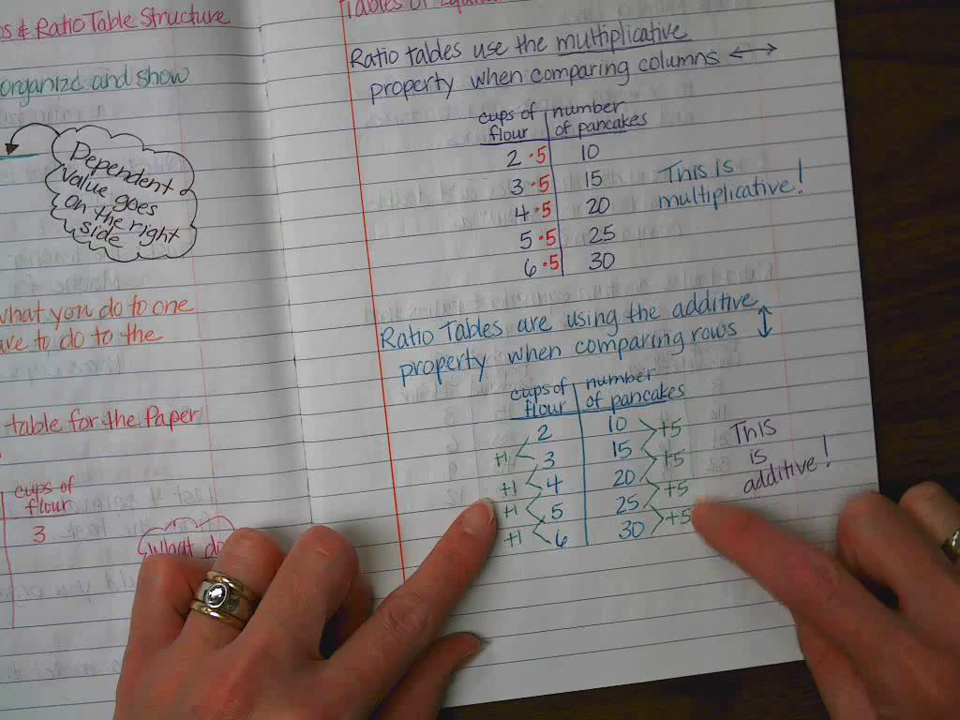 & Ratio Table Structure
organize and show
Dependent
value goes
on the right
side
what you do to one
to do to the
table for the Paper
cups of
flour
3
what do
Tables of
Ratio tables use the multiplicative
property when comparing columns ↔
cups of flour | number of pancakes
2 ·5 | 10
3 ·5 | 15
4 ·5 | 20
5 ·5 | 25
6 ·5 | 30
This is
multiplicative!
Ratio Tables are using the additive
property when comparing rows ↕
cups of flour | number of pancakes
2 | 10
+1 +5
3 | 15
+1 +5
4 | 20
+1 +5
5 | 25
+1 +5
6 | 30
This
is
additive!